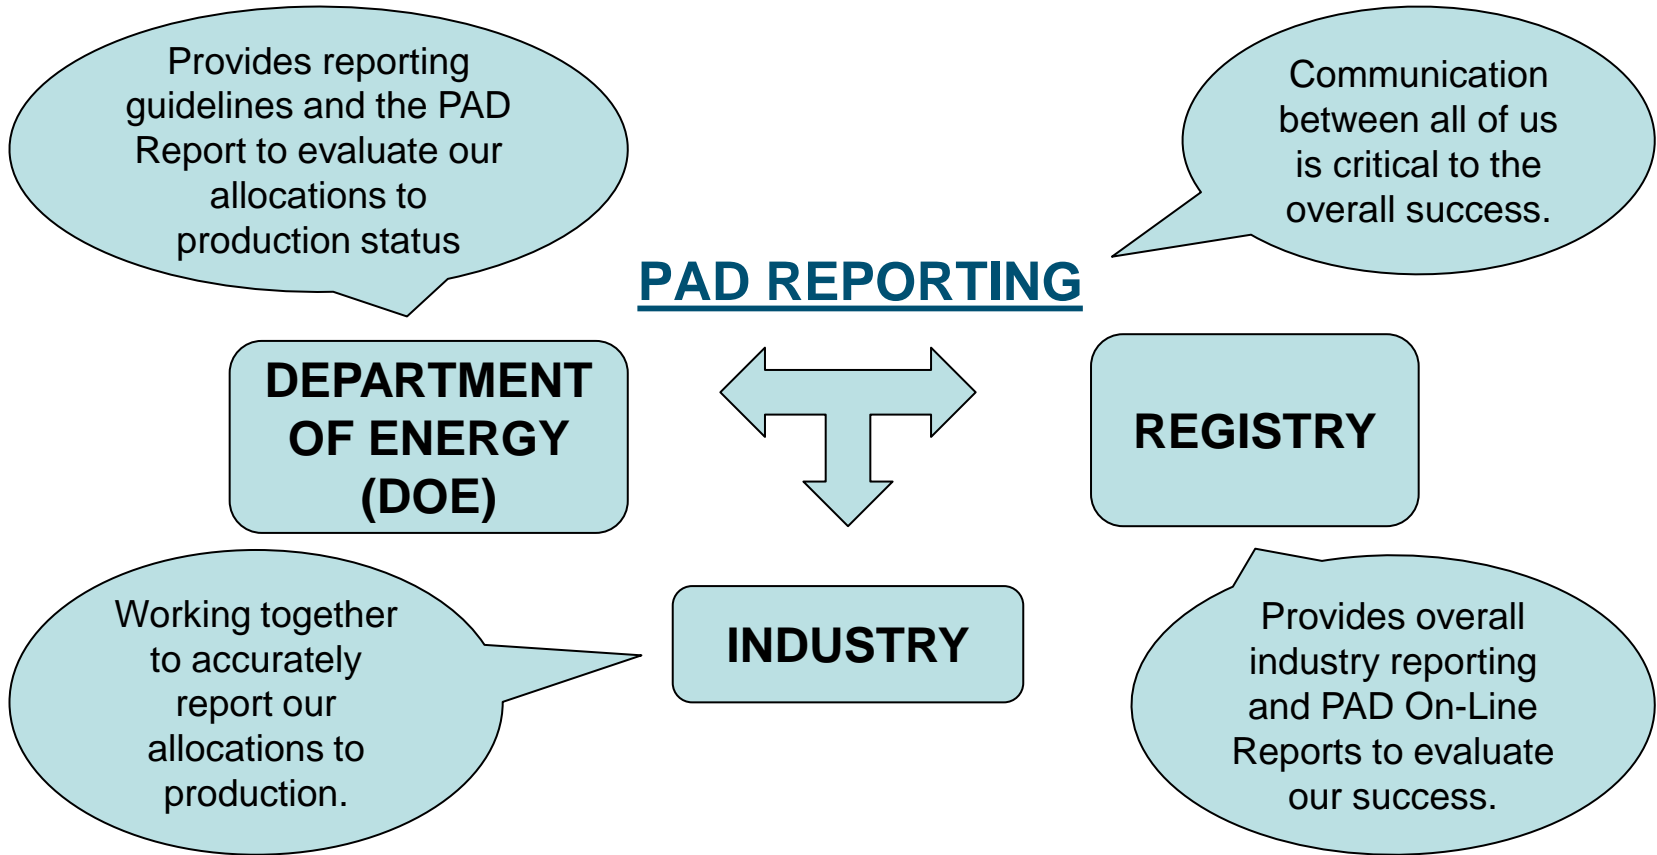 Provides reporting
guidelines and the PAD
Report to evaluate our
allocations to
production status
Communication
between all of us
is critical to the
overall success.
PAD REPORTING
DEPARTMENT
OF ENERGY
(DOE)
REGISTRY
INDUSTRY
Working together
to accurately
report our
allocations to
production.
Provides overall
industry reporting
and PAD On-Line
Reports to evaluate
our success.